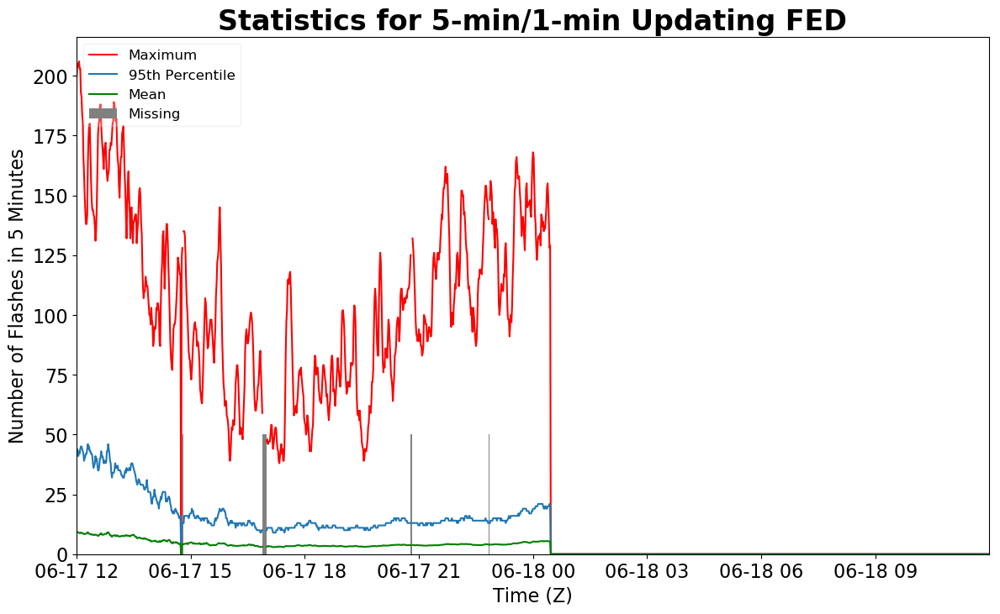 Statistics for 5-min/1-min Updating FED
Maximum
95th Percentile
Mean
Missing
Number of Flashes in 5 Minutes
200
175
150
125
100
75
50
25
0
06-17 12 06-17 15 06-17 18 06-17 21 06-18 00 06-18 03 06-18 06 06-18 09
Time (Z)